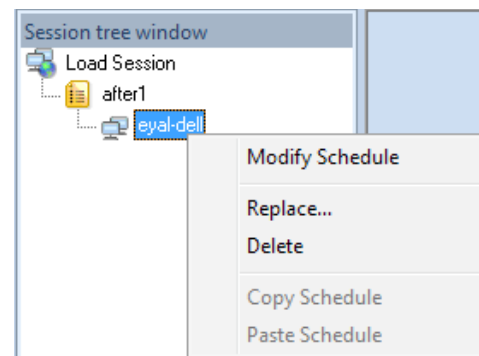 Session tree window
Load Session
after1
eyal-dell
Modify Schedule
Replace...
Delete
Copy Schedule
Paste Schedule